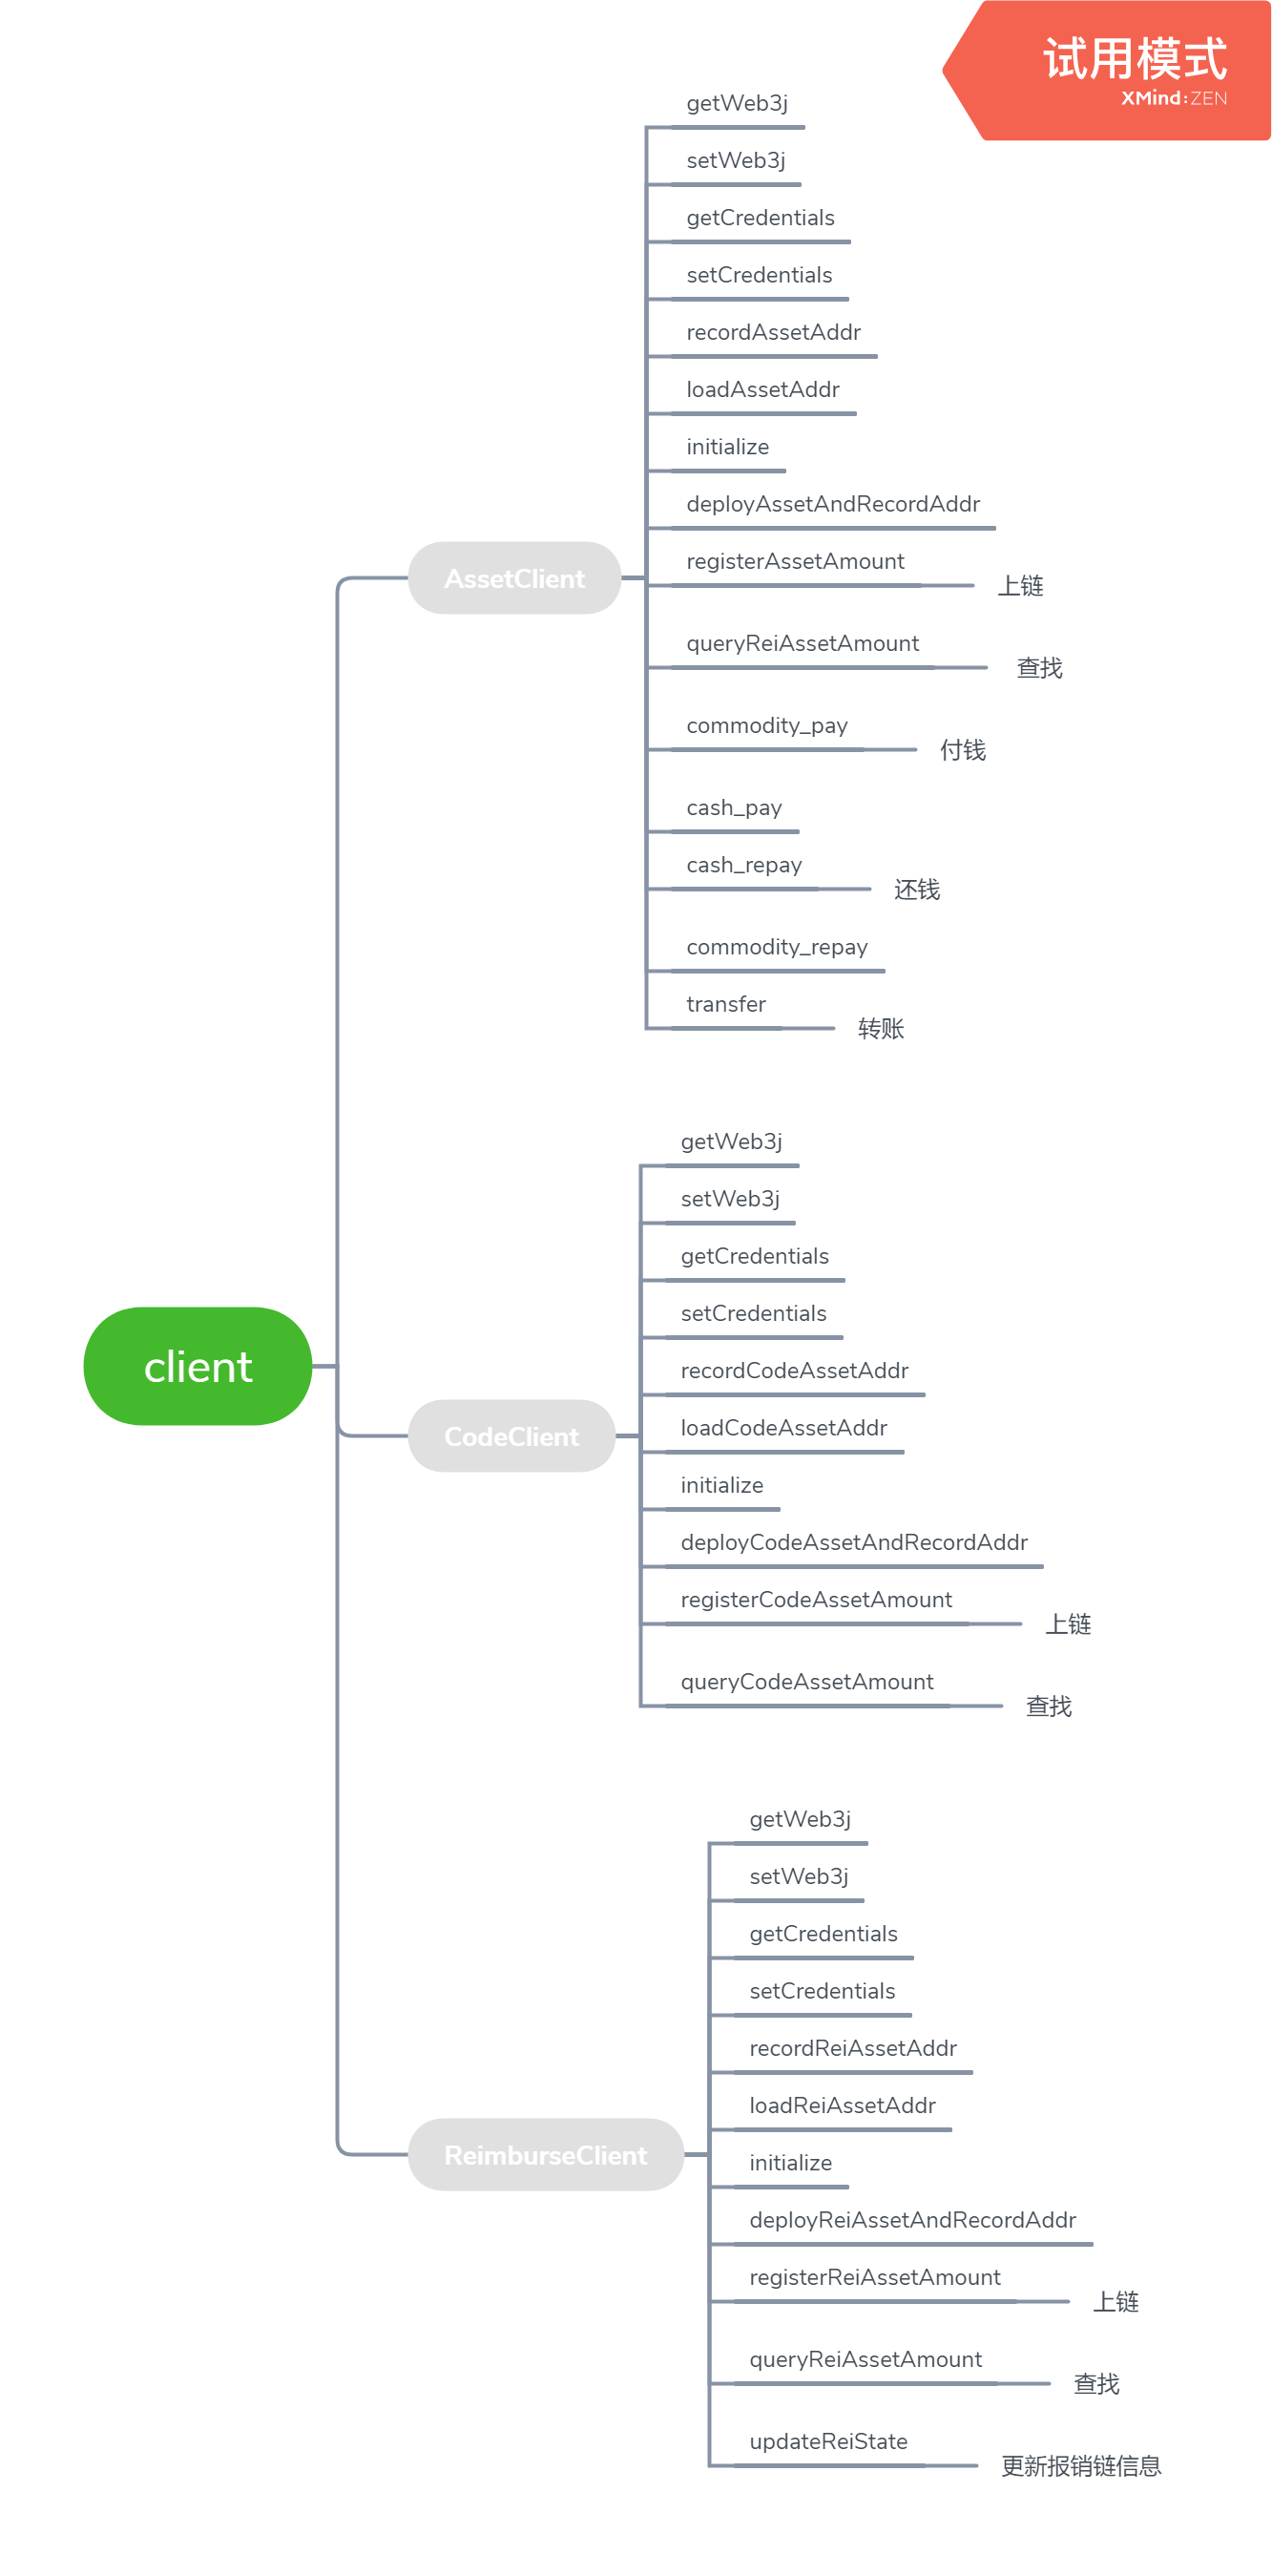 试用模式
XMind:ZEN
client
AssetClient
getWeb3j
setWeb3j
getCredentials
setCredentials
recordAssetAddr
loadAssetAddr
initialize
deployAssetAndRecordAddr
registerAssetAmount
上链
queryReiAssetAmount
查找
commodity_pay
付钱
cash_pay
cash_repay
还钱
commodity_repay
transfer
转账
CodeClient
getWeb3j
setWeb3j
getCredentials
setCredentials
recordCodeAssetAddr
loadCodeAssetAddr
initialize
deployCodeAssetAndRecordAddr
registerCodeAssetAmount
上链
queryCodeAssetAmount
查找
ReimburseClient
getWeb3j
setWeb3j
getCredentials
setCredentials
recordReiAssetAddr
loadReiAssetAddr
initialize
deployReiAssetAndRecordAddr
registerReiAssetAmount
上链
queryReiAssetAmount
查找
updateReiState
更新报销链信息